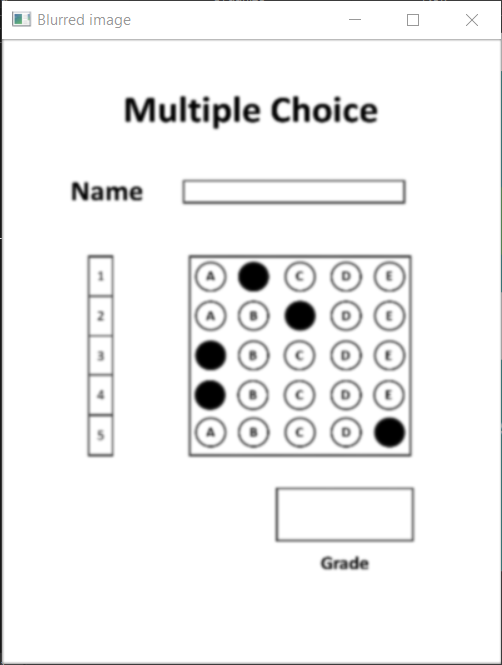 Blurred image
Multiple Choice
Name
1 A C D E
2 A B D E
3 B C D E
4 B C D E
5 A B C D
Grade